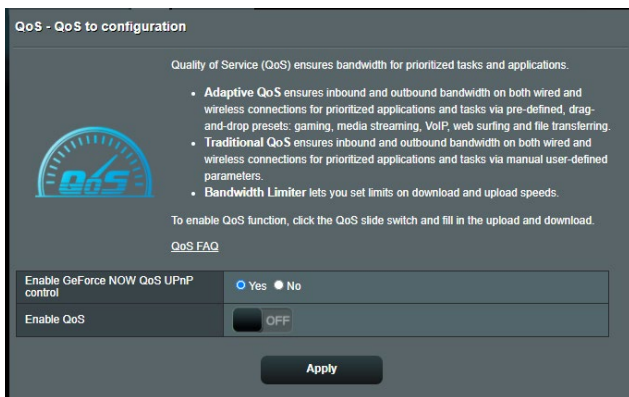 QoS - QoS to configuration
Quality of Service (QoS) ensures bandwidth for prioritized tasks and applications.
• Adaptive QoS ensures inbound and outbound bandwidth on both wired and
wireless connections for prioritized applications and tasks via pre-defined, drag-
and-drop presets: gaming, media streaming, VoIP, web surfing and file transferring.
• Traditional QoS ensures inbound and outbound bandwidth on both wired and
wireless connections for prioritized applications and tasks via manual user-defined
parameters.
• Bandwidth Limiter lets you set limits on download and upload speeds.
QoS
To enable QoS function, click the QoS slide switch and fill in the upload and download.
QoS FAQ
Enable GeForce NOW QoS UPnP
control
Yes No
Enable QoS
OFF
Apply